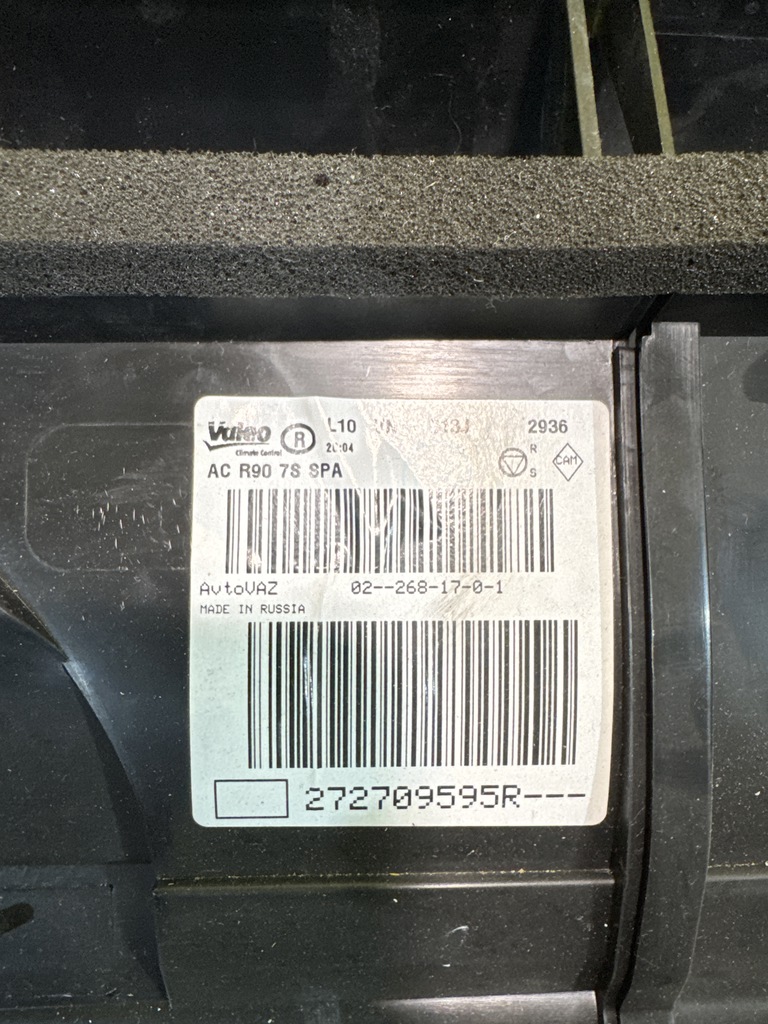 Valeo R L10 2936
Climate Control 20:04 R
AC R90 7S SPA S CAM
AvtoVAZ 02--268-17-0-1
MADE IN RUSSIA
272709595R---